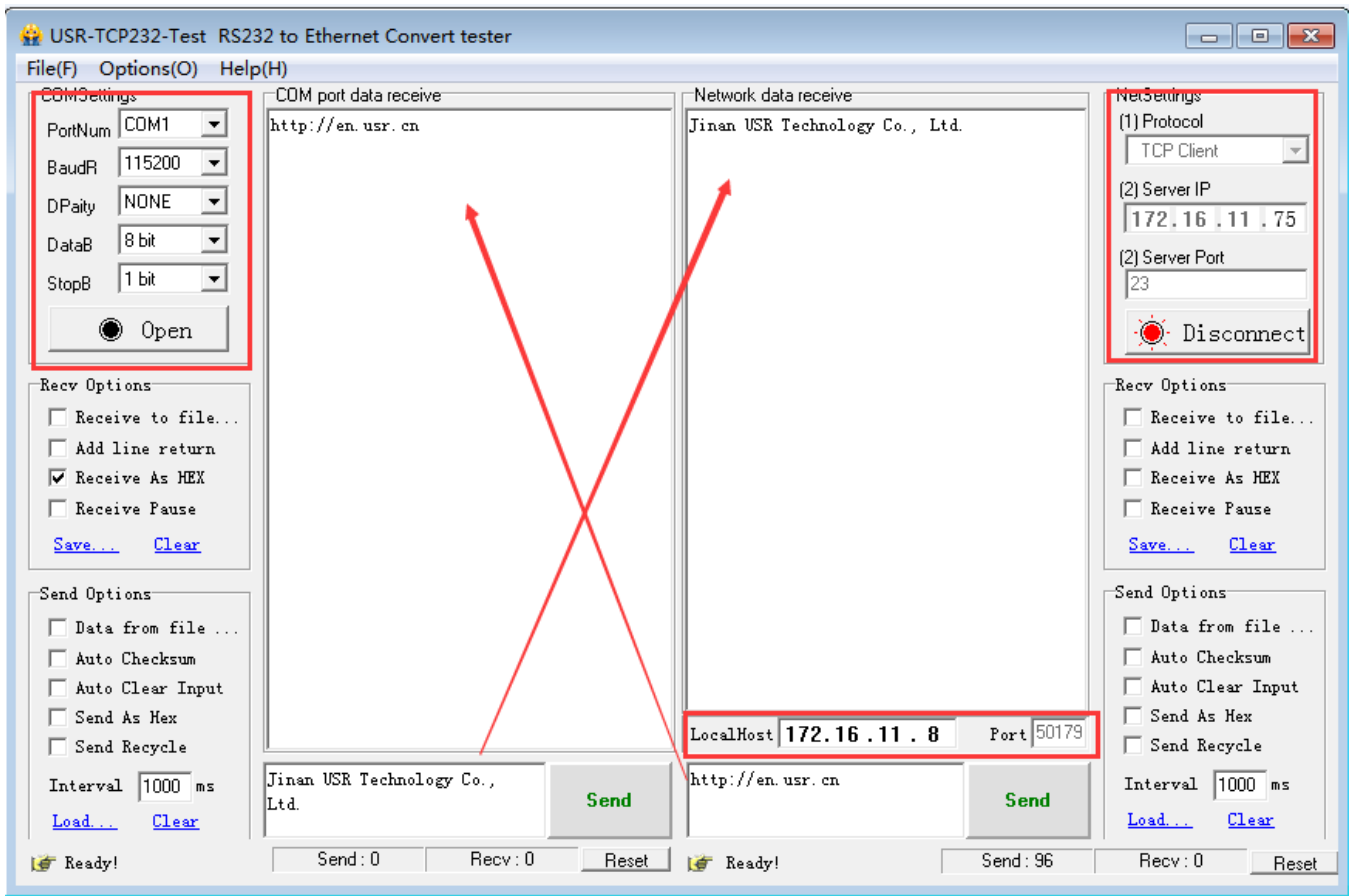 USR-TCP232-Test RS232 to Ethernet Convert tester
File(F) Options(O) Help(H)
COMSettings
PortNum COM1
BaudR 115200
DPaity NONE
DataB 8 bit
StopB 1 bit
Open
Recv Options
Receive to file...
Add line return
Receive As HEX
Receive Pause
Save... Clear
Send Options
Data from file ...
Auto Checksum
Auto Clear Input
Send As Hex
Send Recycle
Interval 1000 ms
Load... Clear
COM port data receive
http://en.usr.cn
Jinan USR Technology Co.,
Ltd.
Send
Network data receive
Jinan USR Technology Co., Ltd.
LocalHost 172.16.11.8 Port 50179
http://en.usr.cn
Send
NetSettings
(1) Protocol
TCP Client
(2) Server IP
172.16.11.75
(2) Server Port
23
Disconnect
Recv Options
Receive to file...
Add line return
Receive As HEX
Receive Pause
Save... Clear
Send Options
Data from file ...
Auto Checksum
Auto Clear Input
Send As Hex
Send Recycle
Interval 1000 ms
Load... Clear
Ready! Send : 0 Recv : 0 Reset
Ready! Send : 96 Recv : 0 Reset